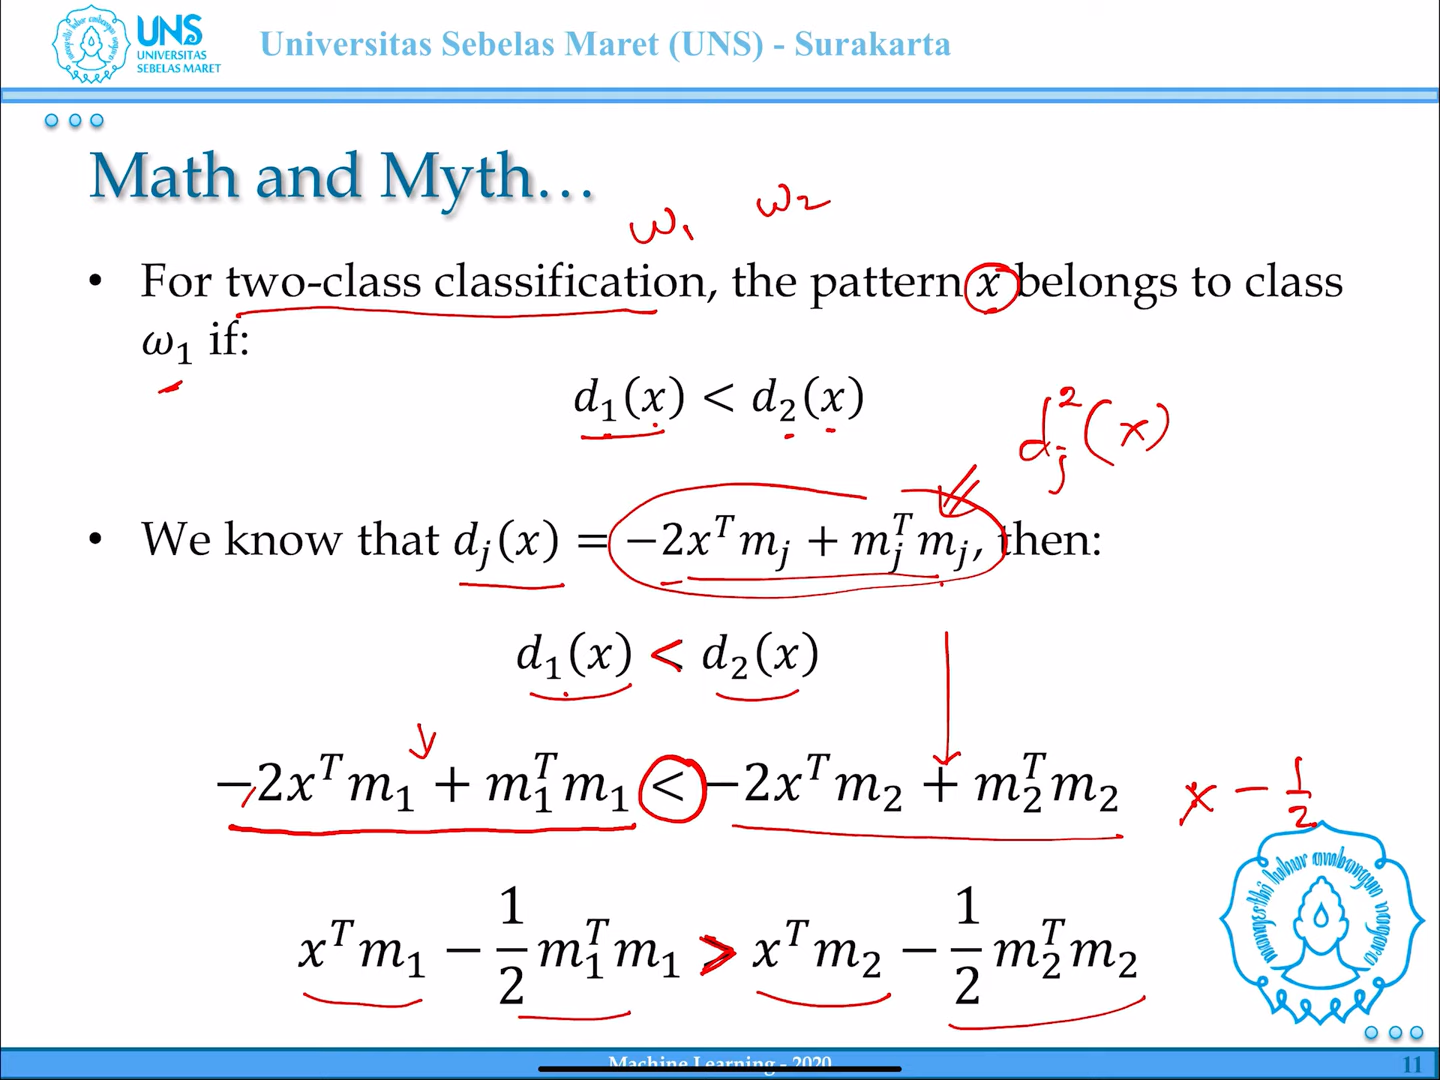 UNS
UNIVERSITAS
SEBELAS MARET
Universitas Sebelas Maret (UNS) - Surakarta
Math and Myth…
ω₁ ω₂
• For two-class classification, the pattern x belongs to class
ω₁ if:
d₁(x) < d₂(x)
dⱼ²(x)
• We know that dⱼ(x) = −2xᵀmⱼ + mⱼᵀmⱼ, then:
d₁(x) < d₂(x)
−2xᵀm₁ + m₁ᵀm₁ < −2xᵀm₂ + m₂ᵀm₂
x − 1/2
xᵀm₁ − 1/2 m₁ᵀm₁ > xᵀm₂ − 1/2 m₂ᵀm₂
Machine Learning - 2020
11